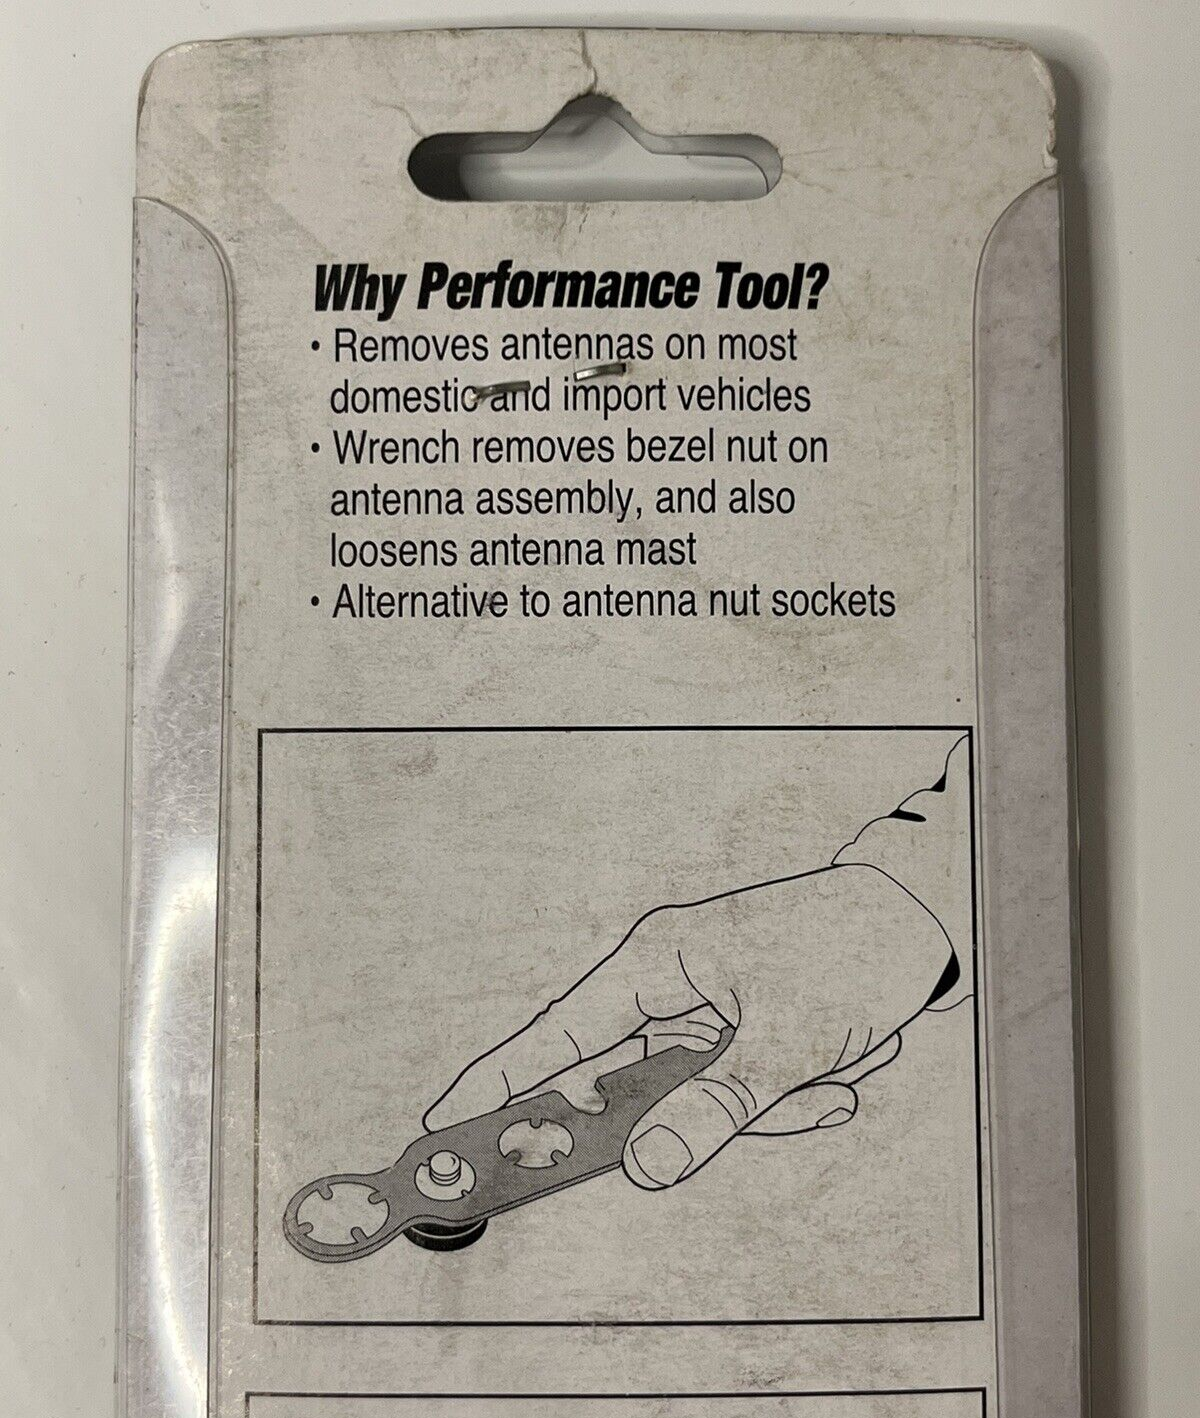 Why Performance Tool?
• Removes antennas on most
domestic and import vehicles
• Wrench removes bezel nut on
antenna assembly, and also
loosens antenna mast
• Alternative to antenna nut sockets